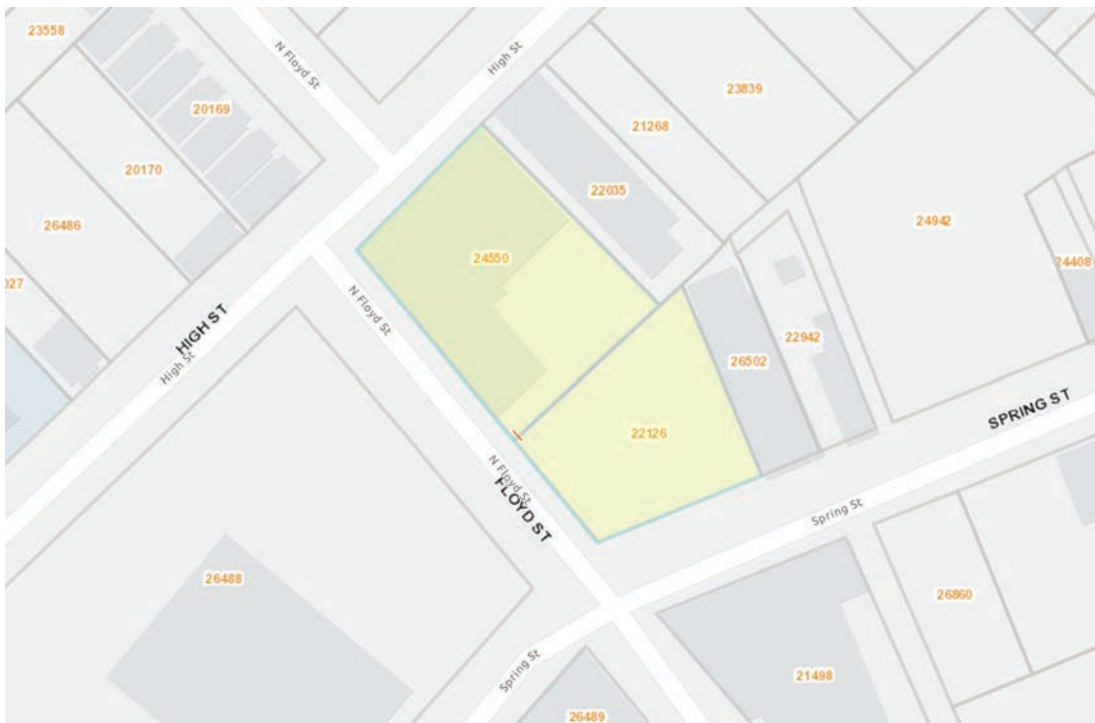 23558
N Floyd St
High St
23839
20169
21268
20170
22035
26486
24942
24550
24408
027
N Floyd St
HIGH ST
High St
22942
26502
SPRING ST
22126
N Floyd St
FLOYD ST
Spring St
26488
26860
Spring St
21498
26489